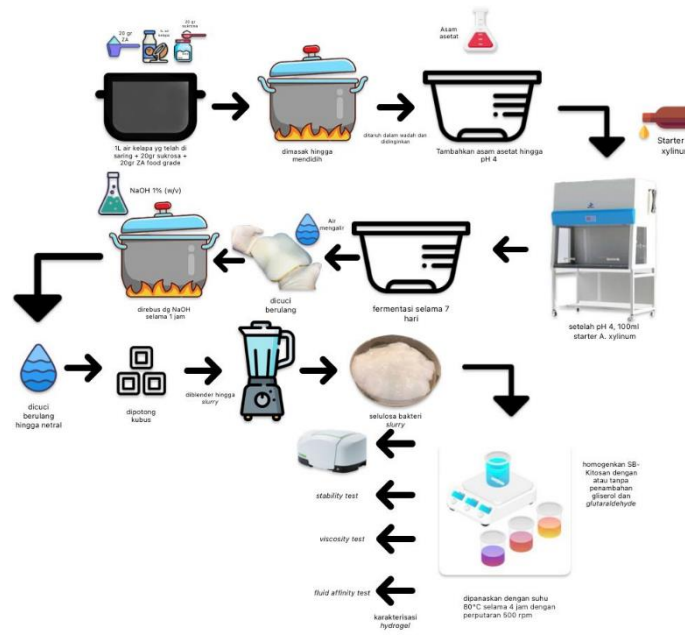 20 gr
ZA
20 gr
sukrosa
1L air kelapa yg telah di
saring + 20gr sukrosa +
20gr ZA food grade
dimasak hingga
mendidih
ditaruh dalam wadah dan
didinginkan
Asam
asetat
Tambahkan asam asetat hingga
pH 4
Starter
xylinum
setelah pH 4, 100ml
starter A. xylinum
fermentasi selama 7
hari
Air
mengalir
dicuci
berulang
NaOH 1% (w/v)
direbus dg NaOH
selama 1 jam
dicuci
berulang
hingga netral
dipotong
kubus
diblender hingga
slurry
selulosa bakteri
slurry
homogenkan SB-
Kitosan dengan
atau tanpa
penambahan
gliserol dan
glutaraldehyde
dipanaskan dengan suhu
80°C selama 4 jam dengan
perputaran 500 rpm
stability test
viscosity test
fluid affinity test
karakterisasi
hydrogel